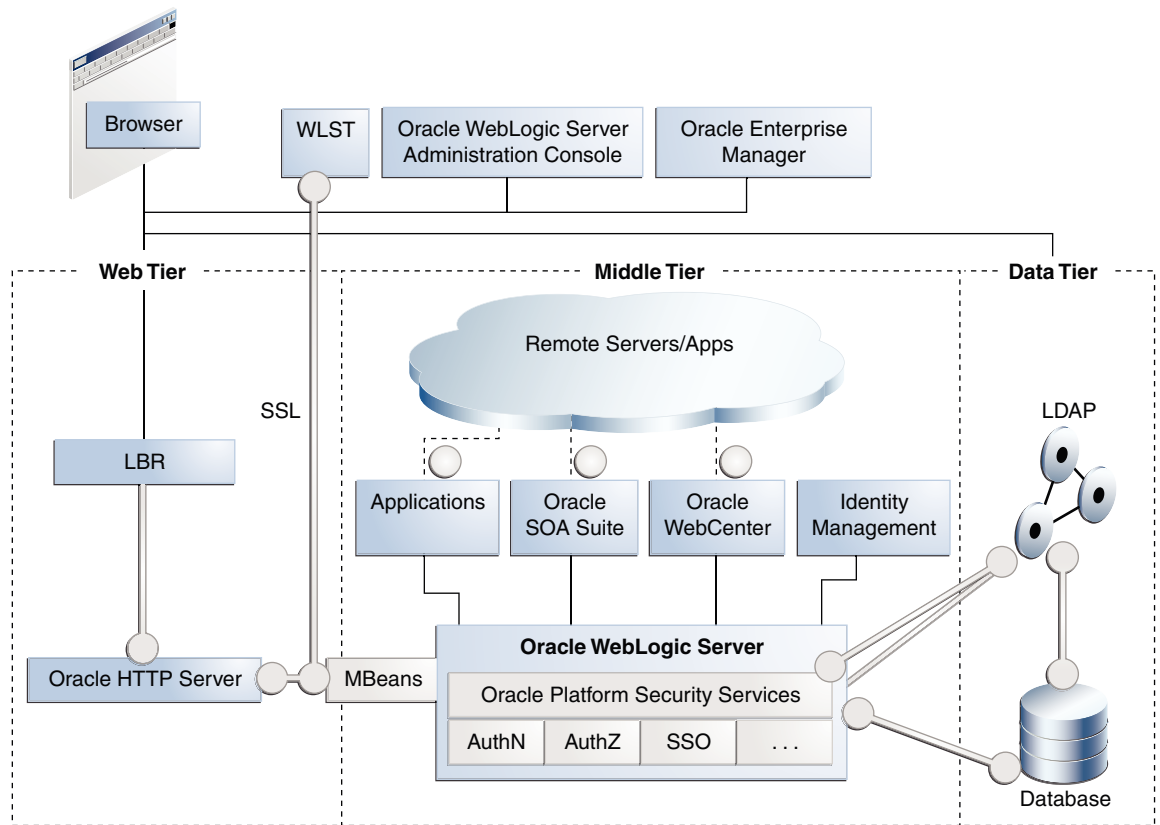 Browser
WLST
Oracle WebLogic Server
Administration Console
Oracle Enterprise
Manager
Web Tier
Middle Tier
Data Tier
Remote Servers/Apps
SSL
LDAP
LBR
Applications
Oracle
SOA Suite
Oracle
WebCenter
Identity
Management
Oracle WebLogic Server
Oracle HTTP Server
MBeans
Oracle Platform Security Services
AuthN
AuthZ
SSO
. . .
Database